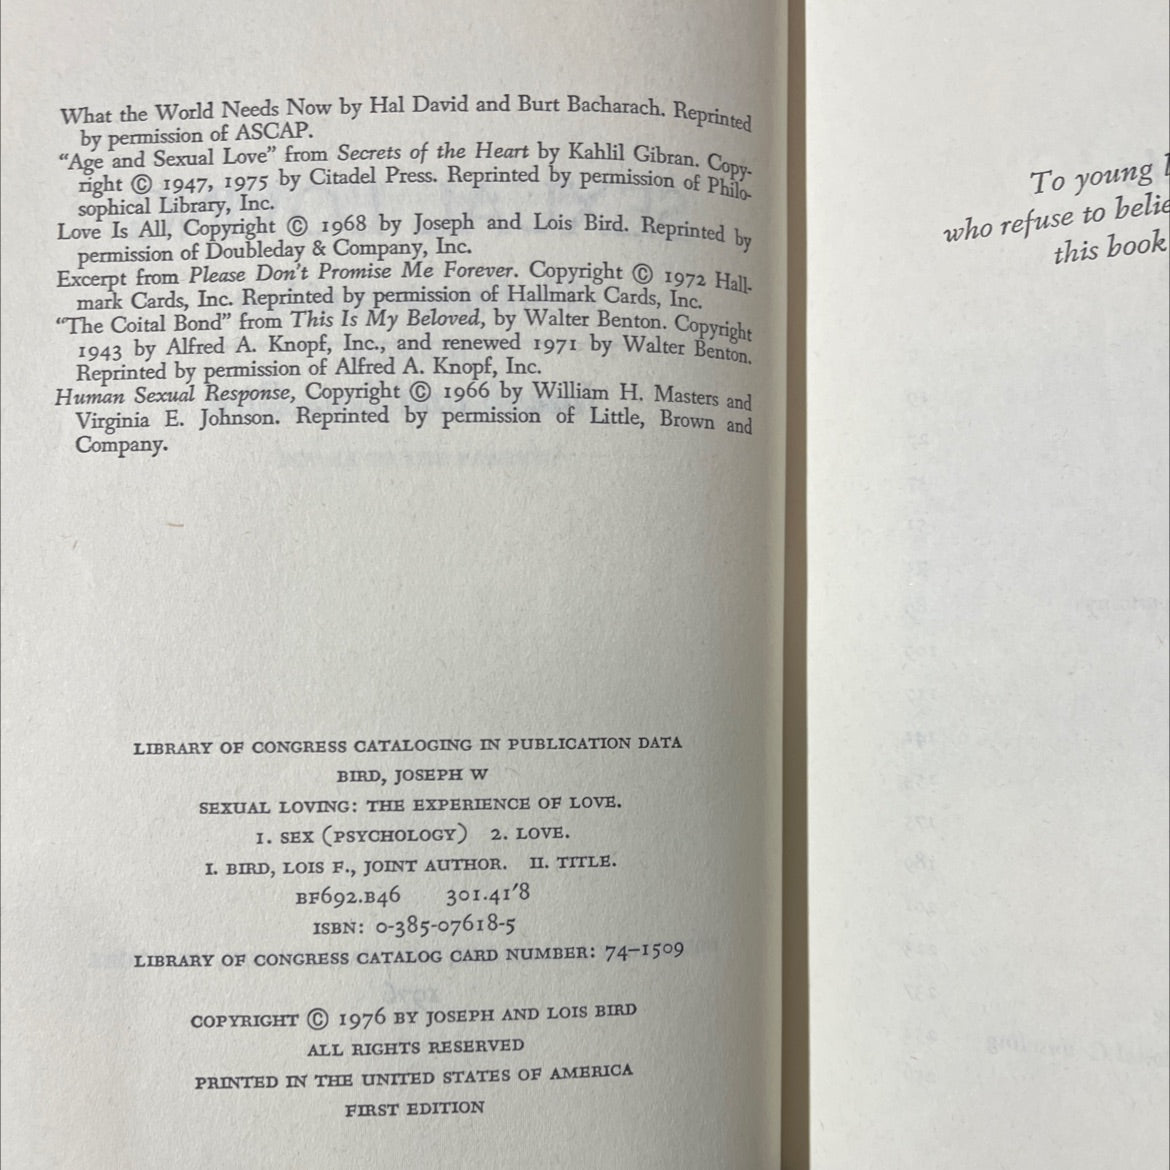 What the World Needs Now by Hal David and Burt Bacharach. Reprinted
by permission of ASCAP.
“Age and Sexual Love” from Secrets of the Heart by Kahlil Gibran. Copy-
right © 1947, 1975 by Citadel Press. Reprinted by permission of Philo-
sophical Library, Inc.
Love Is All, Copyright © 1968 by Joseph and Lois Bird. Reprinted by
permission of Doubleday & Company, Inc.
Excerpt from Please Don't Promise Me Forever. Copyright © 1972 Hall-
mark Cards, Inc. Reprinted by permission of Hallmark Cards, Inc.
“The Coital Bond” from This Is My Beloved, by Walter Benton. Copyright
1943 by Alfred A. Knopf, Inc., and renewed 1971 by Walter Benton.
Reprinted by permission of Alfred A. Knopf, Inc.
Human Sexual Response, Copyright © 1966 by William H. Masters and
Virginia E. Johnson. Reprinted by permission of Little, Brown and
Company.
LIBRARY OF CONGRESS CATALOGING IN PUBLICATION DATA
BIRD, JOSEPH W
SEXUAL LOVING: THE EXPERIENCE OF LOVE.
1. SEX (PSYCHOLOGY) 2. LOVE.
I. BIRD, LOIS F., JOINT AUTHOR. II. TITLE.
BF692.B46 301.41'8
ISBN: 0-385-07618-5
LIBRARY OF CONGRESS CATALOG CARD NUMBER: 74-1509
COPYRIGHT © 1976 BY JOSEPH AND LOIS BIRD
ALL RIGHTS RESERVED
PRINTED IN THE UNITED STATES OF AMERICA
FIRST EDITION
To young
who refuse to
this book